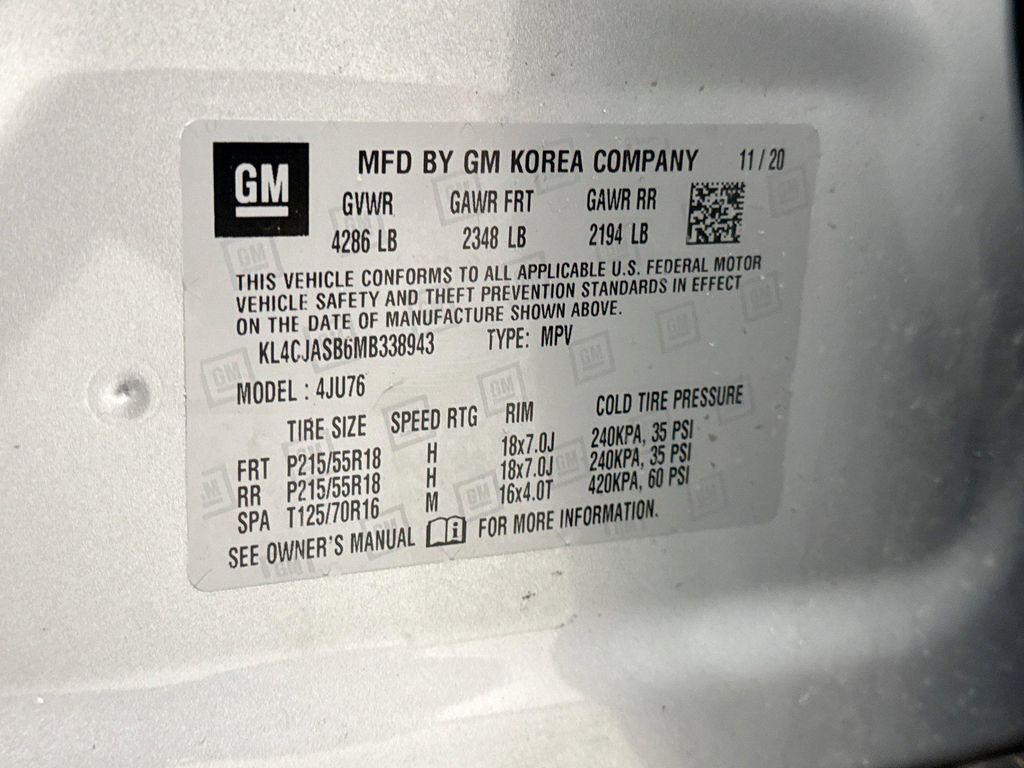 GM
MFD BY GM KOREA COMPANY 11/20
GVWR GAWR FRT GAWR RR
4286 LB 2348 LB 2194 LB
THIS VEHICLE CONFORMS TO ALL APPLICABLE U.S. FEDERAL MOTOR
VEHICLE SAFETY AND THEFT PREVENTION STANDARDS IN EFFECT
ON THE DATE OF MANUFACTURE SHOWN ABOVE.
KL4CJASB6MB338943 TYPE: MPV
MODEL : 4JU76
TIRE SIZE SPEED RTG RIM COLD TIRE PRESSURE
FRT P215/55R18 H 18x7.0J 240KPA, 35 PSI
RR P215/55R18 H 18x7.0J 240KPA, 35 PSI
SPA T125/70R16 M 16x4.0T 420KPA, 60 PSI
SEE OWNER'S MANUAL FOR MORE INFORMATION.